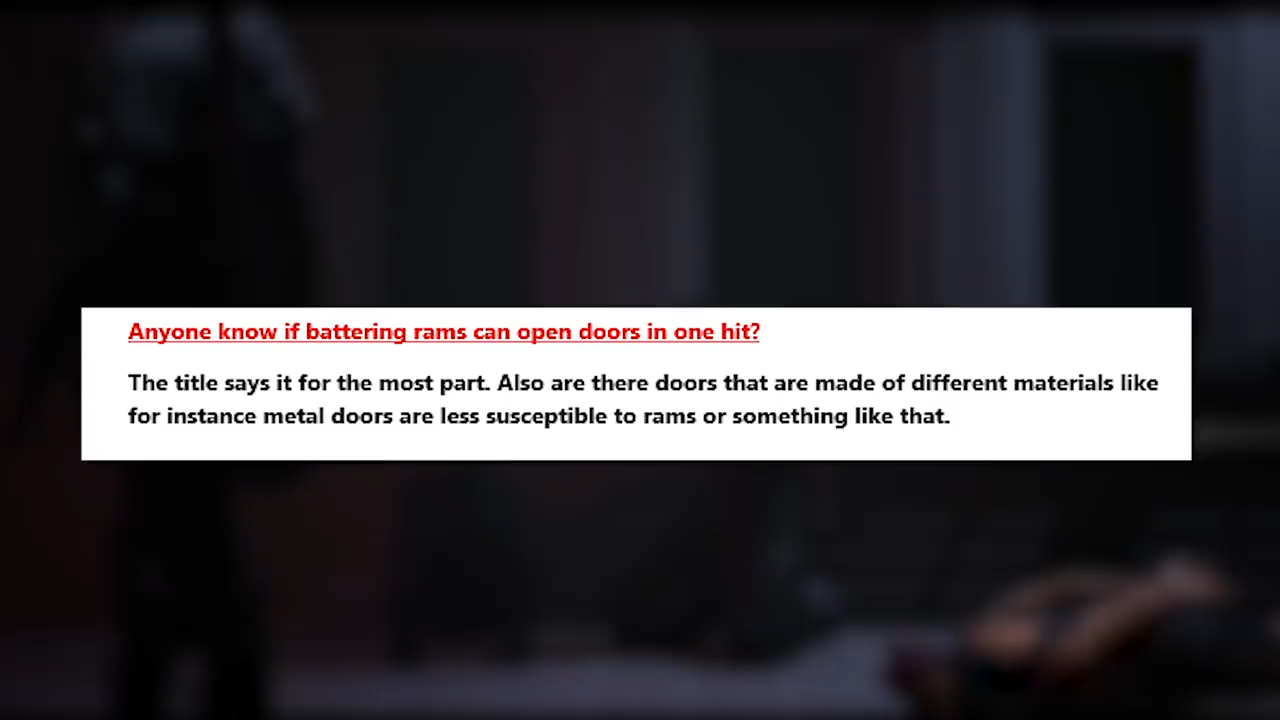 Anyone know if battering rams can open doors in one hit?
The title says it for the most part. Also are there doors that are made of different materials like
for instance metal doors are less susceptible to rams or something like that.